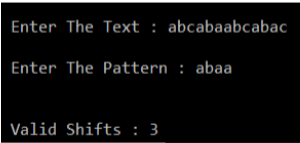 Enter The Text : abcabaabcabac
Enter The Pattern : abaa
Valid Shifts : 3